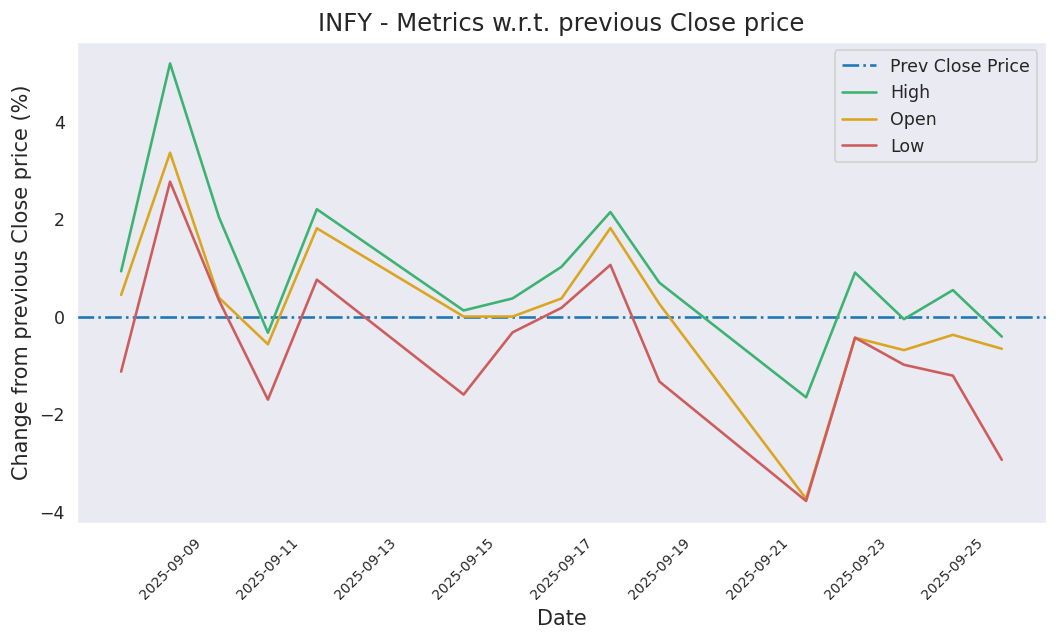 INFY - Metrics w.r.t. previous Close price
Change from previous Close price (%)
4
2
0
−2
−4
Prev Close Price
High
Open
Low
2025-09-09
2025-09-11
2025-09-13
2025-09-15
2025-09-17
2025-09-19
2025-09-21
2025-09-23
2025-09-25
Date